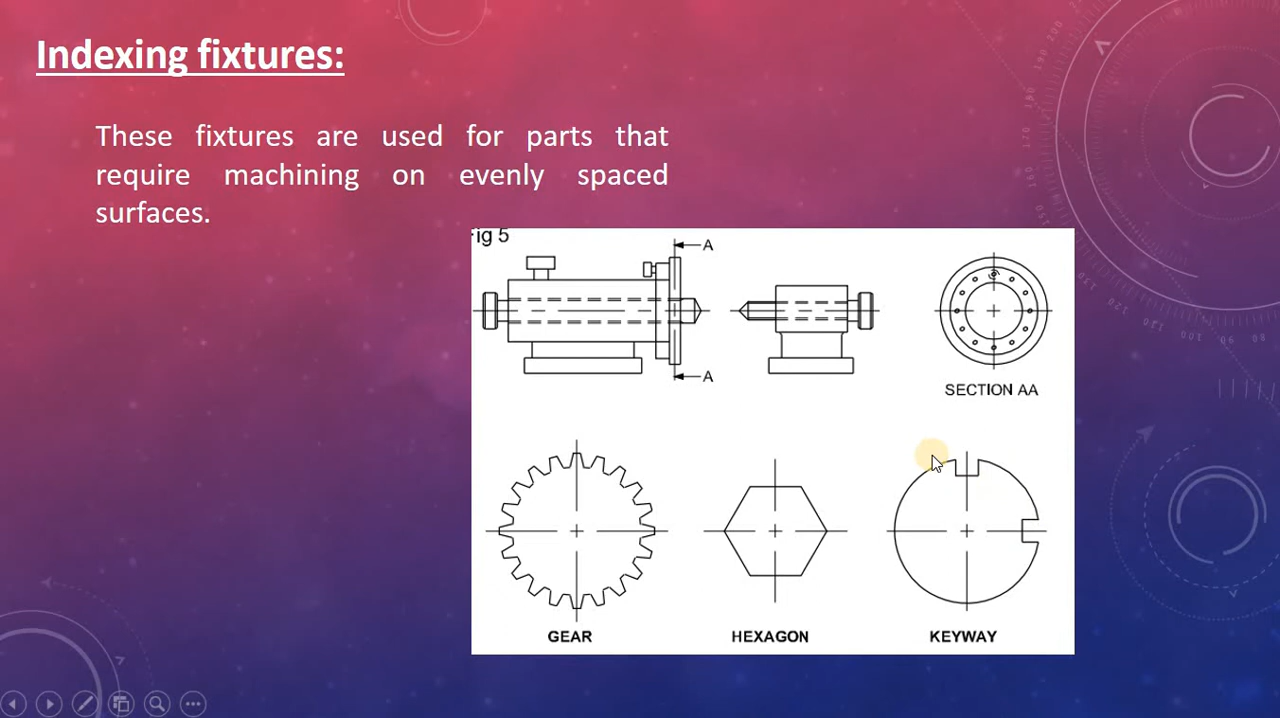 Indexing fixtures:
These fixtures are used for parts that
require machining on evenly spaced
surfaces.
ig 5
A
A
SECTION AA
GEAR
HEXAGON
KEYWAY